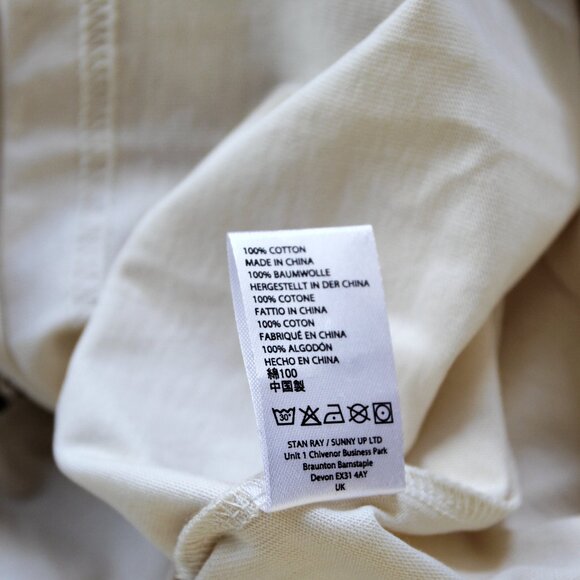 100% COTTON
MADE IN CHINA
100% BAUMWOLLE
HERGESTELLT IN DER CHINA
100% COTONE
FATTIO IN CHINA
100% COTON
FABRIQUÉ EN CHINA
100% ALGODÓN
HECHO EN CHINA
綿100
中国製
30°
STAN RAY / SUNNY UP LTD
Unit 1 Chivenor Business Park
Braunton Barnstaple
Devon EX31 4AY
UK